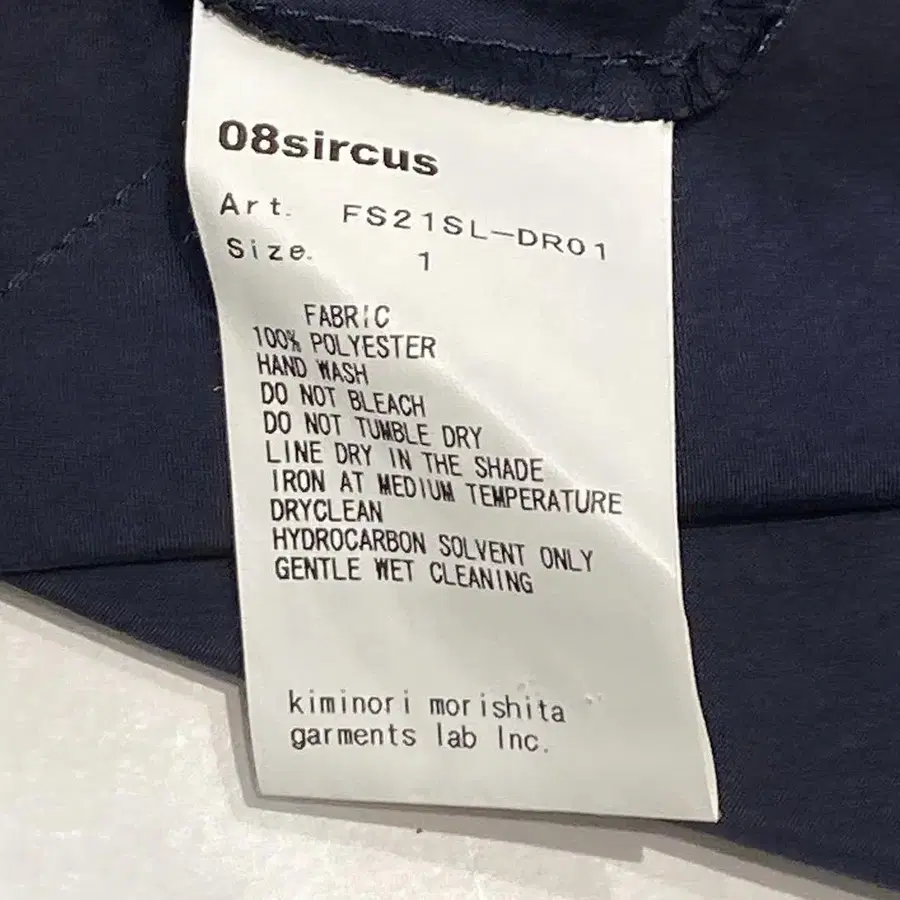 08sircus
Art. FS21SL-DR01
Size. 1
FABRIC
100% POLYESTER
HAND WASH
DO NOT BLEACH
DO NOT TUMBLE DRY
LINE DRY IN THE SHADE
IRON AT MEDIUM TEMPERATURE
DRYCLEAN
HYDROCARBON SOLVENT ONLY
GENTLE WET CLEANING
kiminori morishita
garments lab Inc.